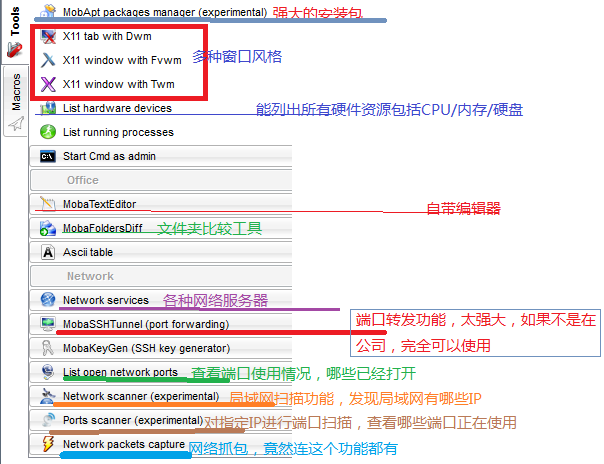 Tools
Macros
MobApt packages manager (experimental) 强大的安装包
X11 tab with Dwm
X11 window with Fvwm 多种窗口风格
X11 window with Twm
List hardware devices 能列出所有硬件资源包括CPU/内存/硬盘
List running processes
Start Cmd as admin
Office
MobaTextEditor 自带编辑器
MobaFoldersDiff 文件夹比较工具
Ascii table
Network
Network services 各种网络服务器
MobaSSHTunnel (port forwarding) 端口转发功能，太强大，如果不是在
公司，完全可以使用
MobaKeyGen (SSH key generator)
List open network ports 查看端口使用情况，哪些已经打开
Network scanner (experimental) 局域网扫描功能，发现局域网有哪些IP
Ports scanner (experimental) 对指定IP进行端口扫描，查看哪些端口正在使用
Network packets capture 网络抓包，竟然连这个功能都有